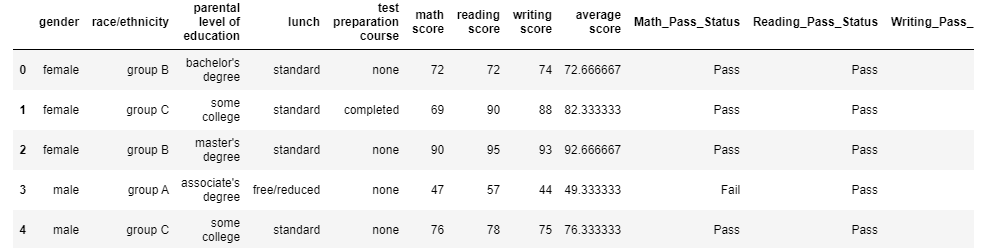 gender race/ethnicity parental level of education lunch test preparation course math score reading score writing score average score Math_Pass_Status Reading_Pass_Status Writing_Pass_
0 female group B bachelor's degree standard none 72 72 74 72.666667 Pass Pass
1 female group C some college standard completed 69 90 88 82.333333 Pass Pass
2 female group B master's degree standard none 90 95 93 92.666667 Pass Pass
3 male group A associate's degree free/reduced none 47 57 44 49.333333 Fail Pass
4 male group C some college standard none 76 78 75 76.333333 Pass Pass